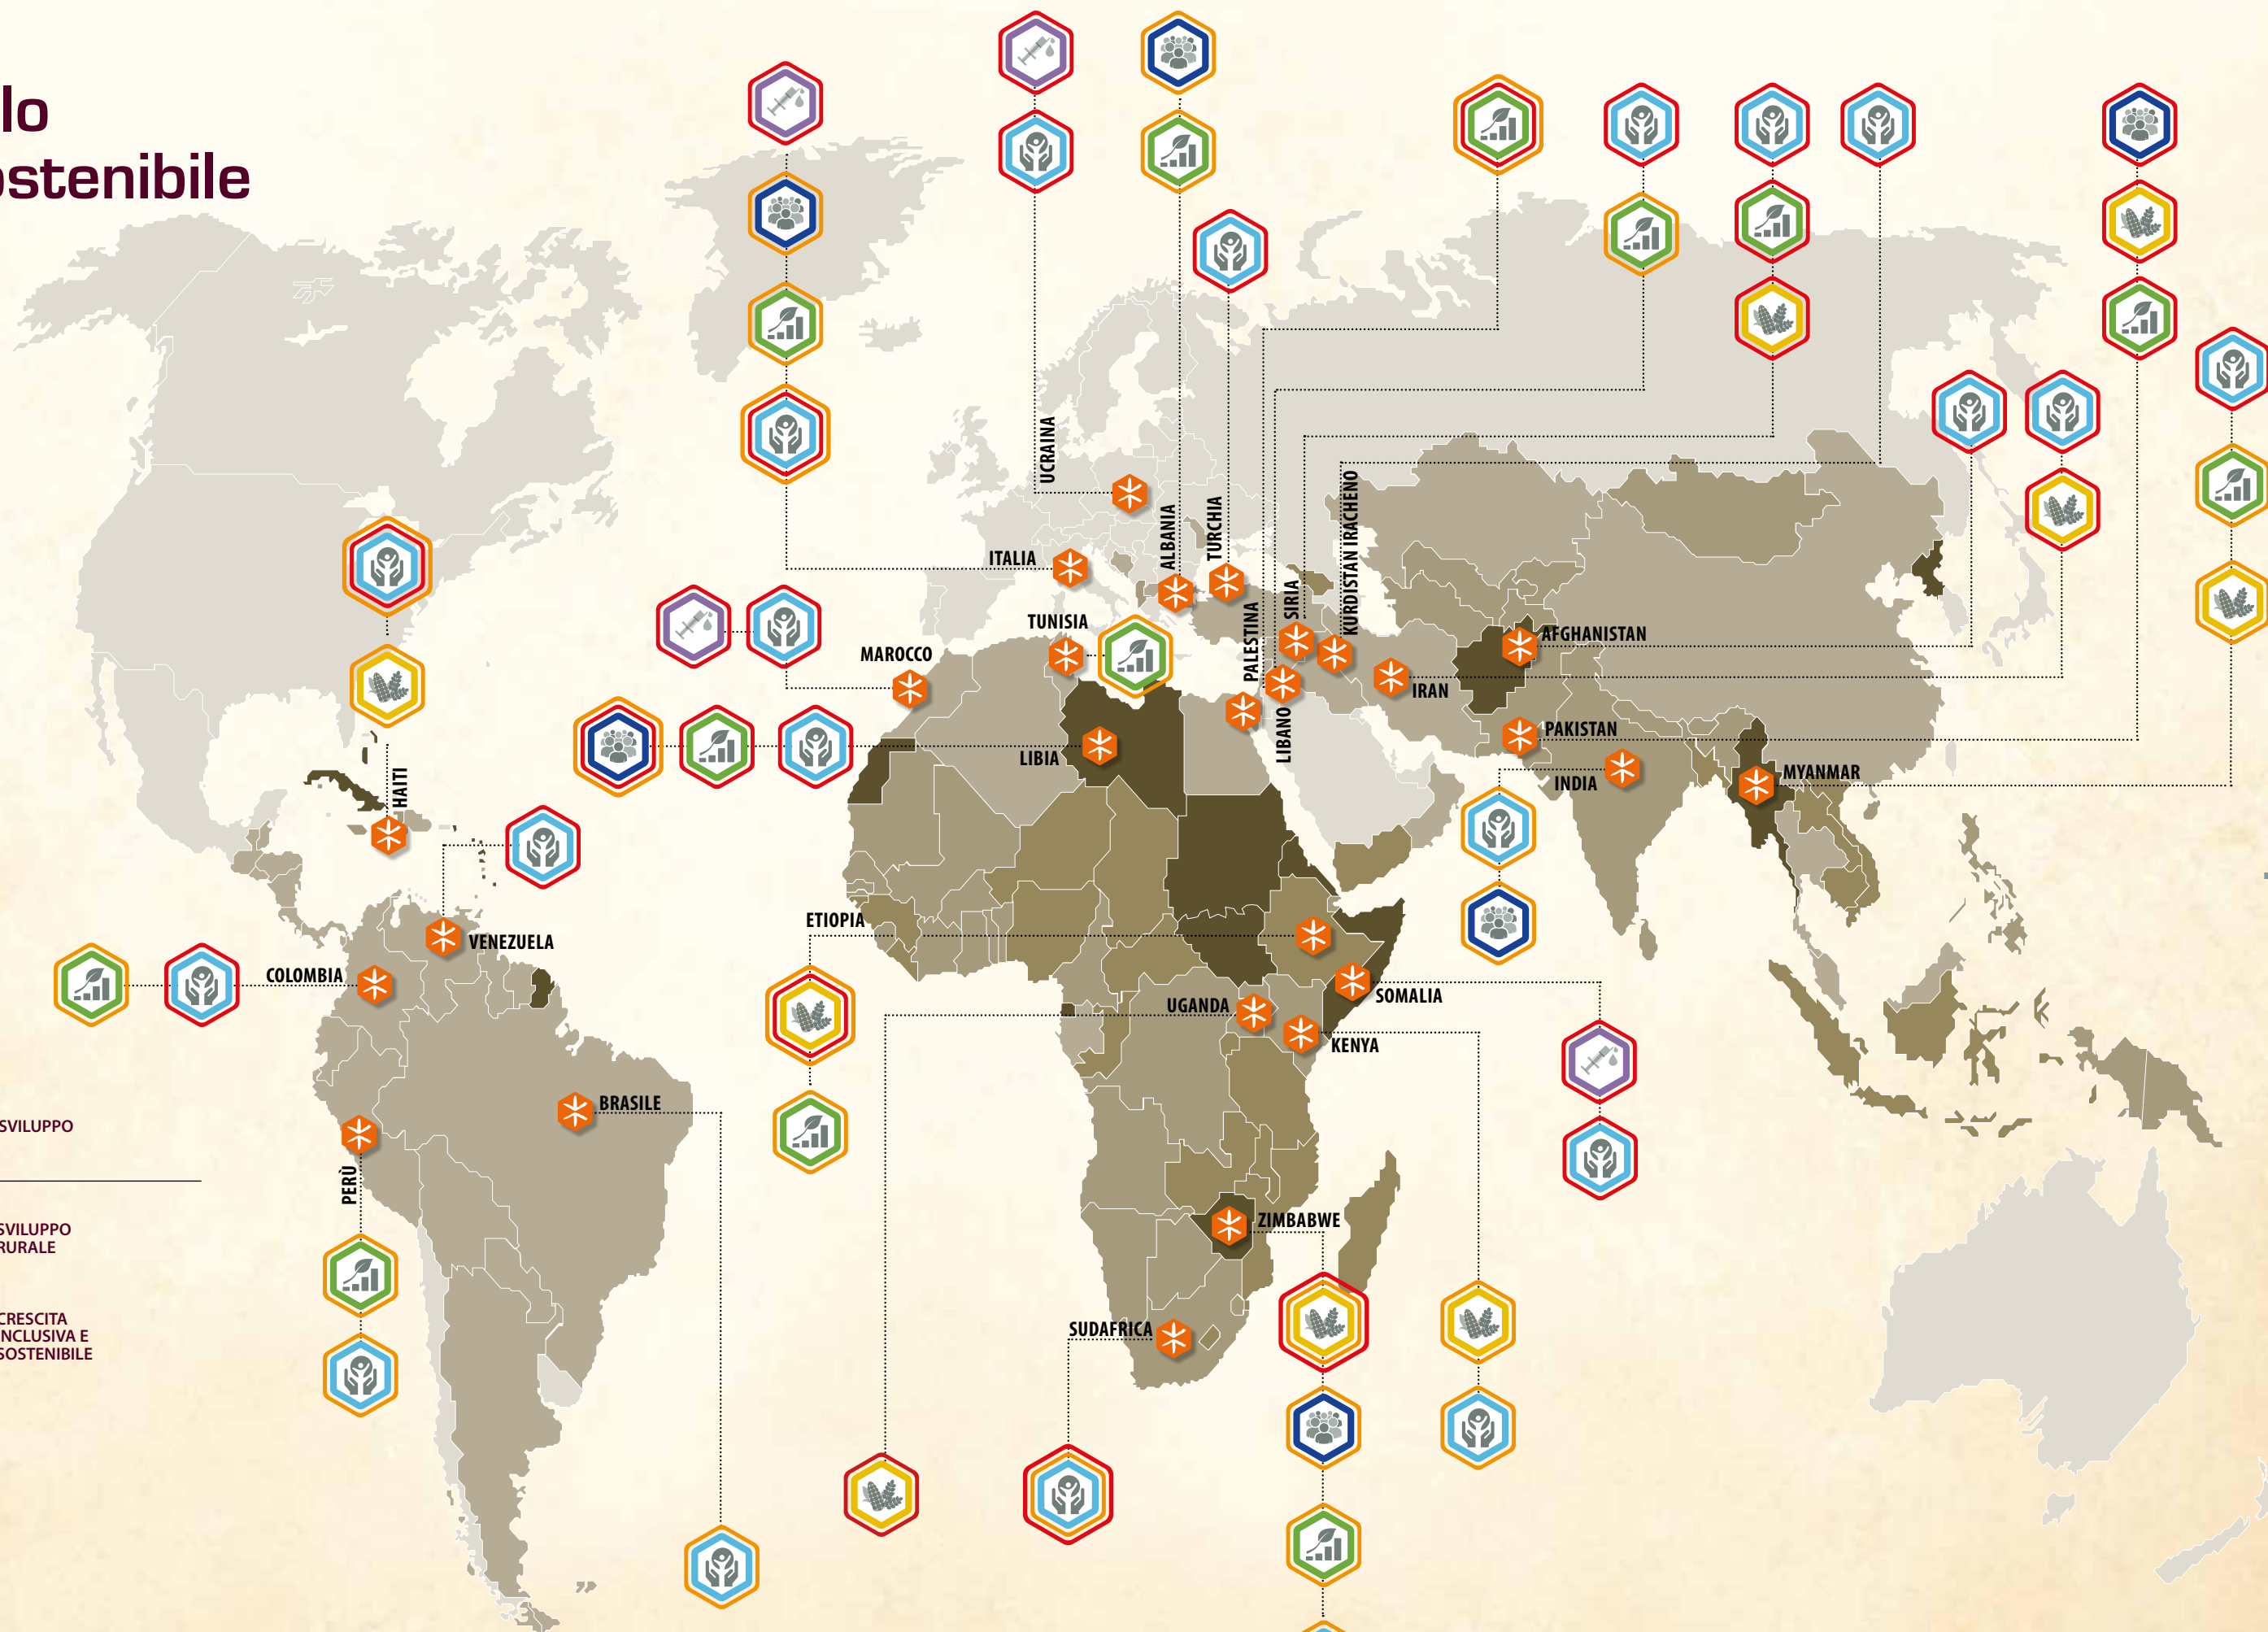 lo
ostenibile
UCRAINA
ITALIA
ALBANIA
TURCHIA
TUNISIA
MAROCCO
PALESTINA
SIRIA
KURDISTAN IRACHENO
AFGHANISTAN
IRAN
LIBANO
PAKISTAN
LIBIA
INDIA
MYANMAR
HAITI
ETIOPIA
VENEZUELA
COLOMBIA
SOMALIA
UGANDA
KENYA
BRASILE
SVILUPPO
PERÙ
SVILUPPO
RURALE
ZIMBABWE
CRESCITA
INCLUSIVA E
SOSTENIBILE
SUDAFRICA